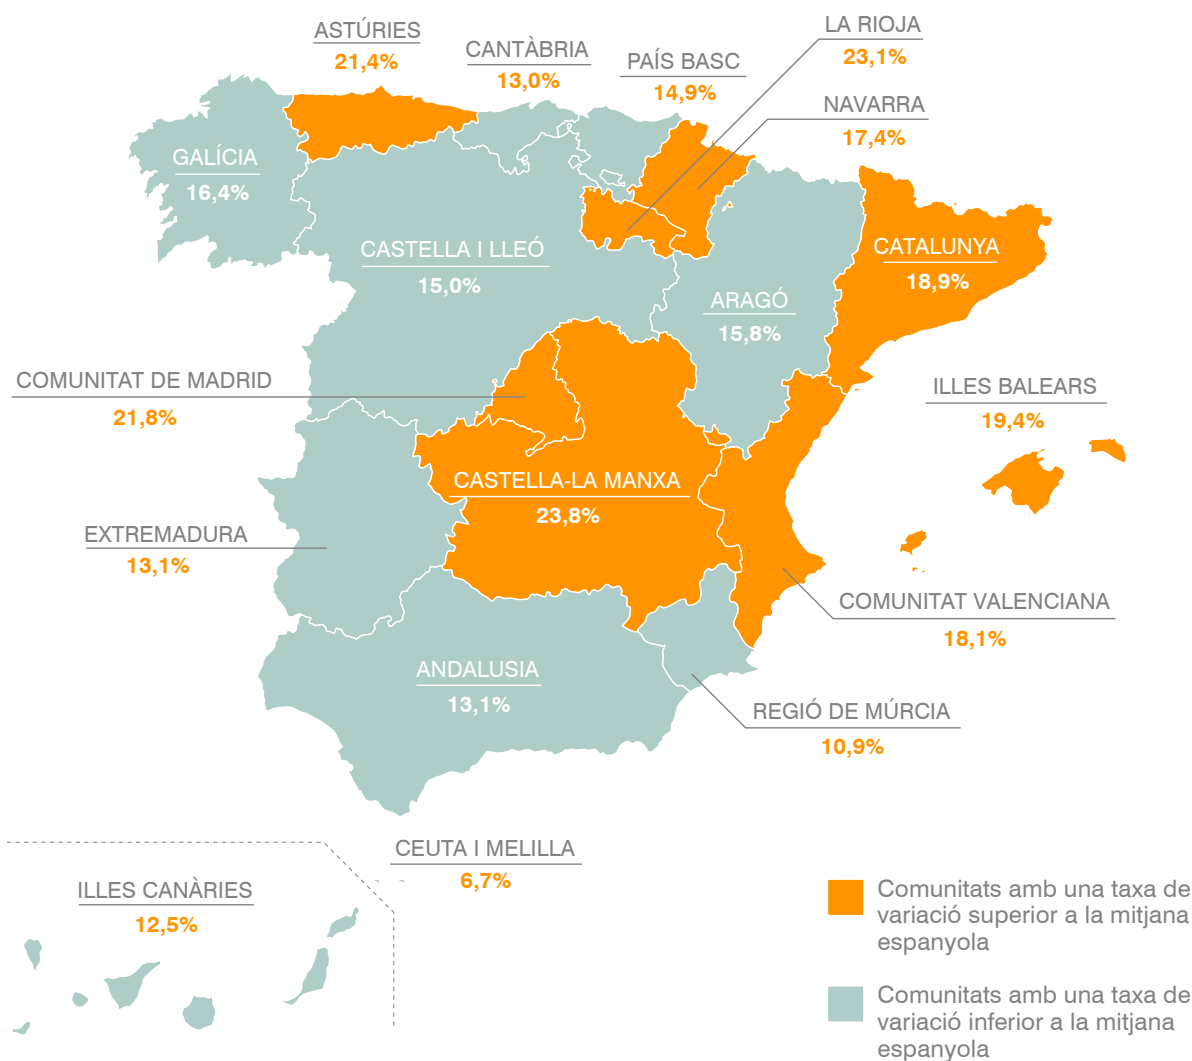 ASTÚRIES
21,4%
CANTÀBRIA
13,0%
PAÍS BASC
14,9%
LA RIOJA
23,1%
NAVARRA
17,4%
GALÍCIA
16,4%
CASTELLA I LLEÓ
15,0%
ARAGÓ
15,8%
CATALUNYA
18,9%
COMUNITAT DE MADRID
21,8%
ILLES BALEARS
19,4%
CASTELLA-LA MANXA
23,8%
EXTREMADURA
13,1%
COMUNITAT VALENCIANA
18,1%
ANDALUSIA
13,1%
REGIÓ DE MÚRCIA
10,9%
CEUTA I MELILLA
6,7%
ILLES CANÀRIES
12,5%
Comunitats amb una taxa de
variació superior a la mitjana
espanyola
Comunitats amb una taxa de
variació inferior a la mitjana
espanyola